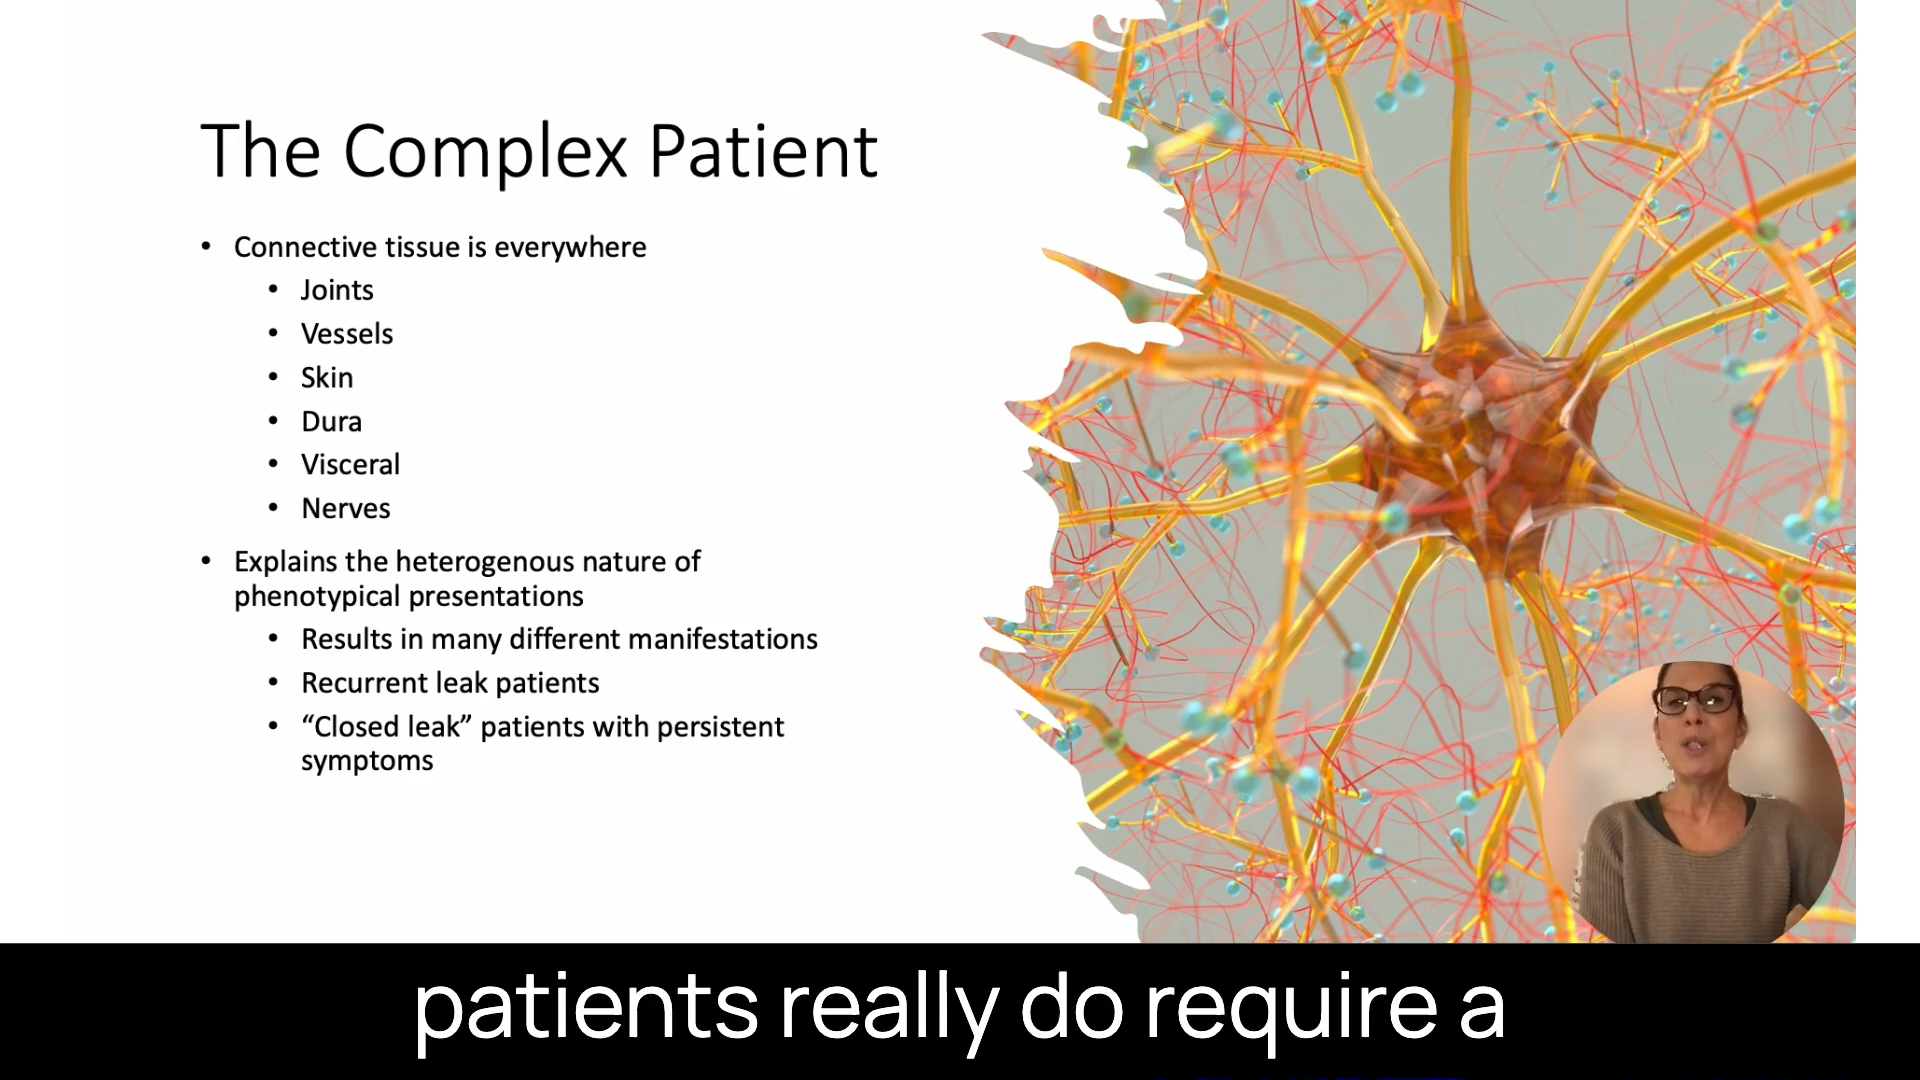 The Complex Patient
• Connective tissue is everywhere
• Joints
• Vessels
• Skin
• Dura
• Visceral
• Nerves
• Explains the heterogenous nature of
phenotypical presentations
• Results in many different manifestations
• Recurrent leak patients
• “Closed leak” patients with persistent
symptoms
patients really do require a